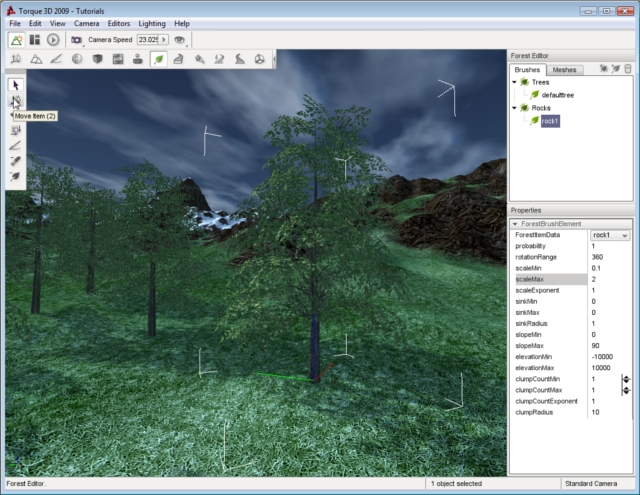 Torque 3D 2009 - Tutorials
File Edit View Camera Editors Lighting Help
Camera Speed 23.025
Forest Editor
Brushes Meshes
Trees
defaulttree
Rocks
rock1
Move Item (2)
Properties
ForestBrushElement
ForestItemData rock1
probability 1
rotationRange 360
scaleMin 0.1
scaleMax 2
scaleExponent 1
sinkMin 0
sinkMax 0
sinkRadius 1
slopeMin 0
slopeMax 90
elevationMin -10000
elevationMax 10000
clumpCountMin 1
clumpCountMax 1
clumpCountExponent 1
clumpRadius 10
Forest Editor. 1 object selected Standard Camera